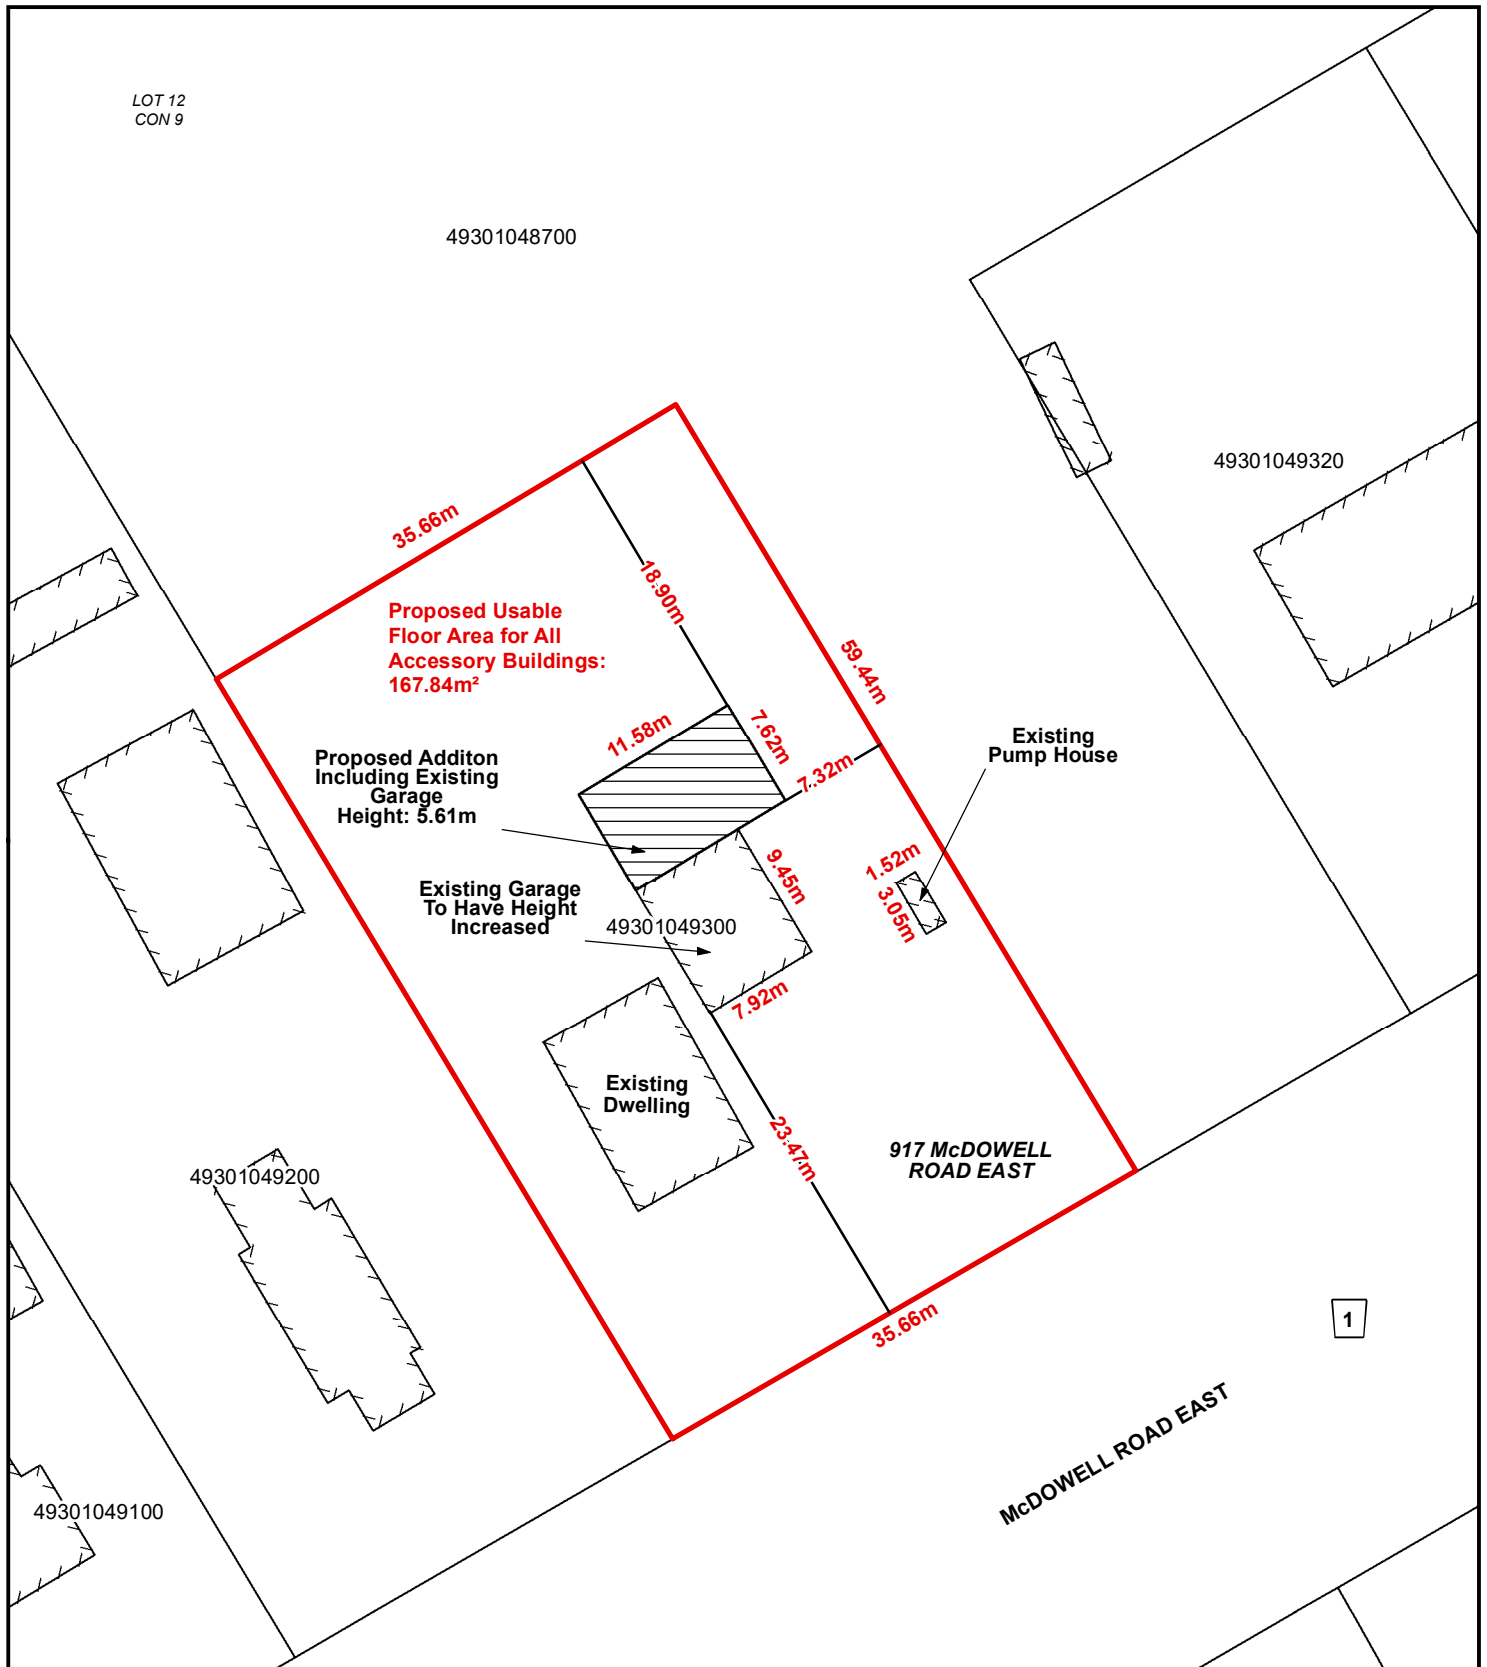 LOT 12
CON 9
49301048700
49301049320
35.66m
18.90m
Proposed Usable
Floor Area for All
Accessory Buildings:
167.84m²
59.44m
11.58m
7.62m
7.32m
Existing
Pump House
Proposed Additon
Including Existing
Garage
Height: 5.61m
9.45m
1.52m
3.05m
Existing Garage
To Have Height
Increased
49301049300
7.92m
Existing
Dwelling
23.47m
917 McDOWELL
ROAD EAST
49301049200
35.66m
1
McDOWELL ROAD EAST
49301049100